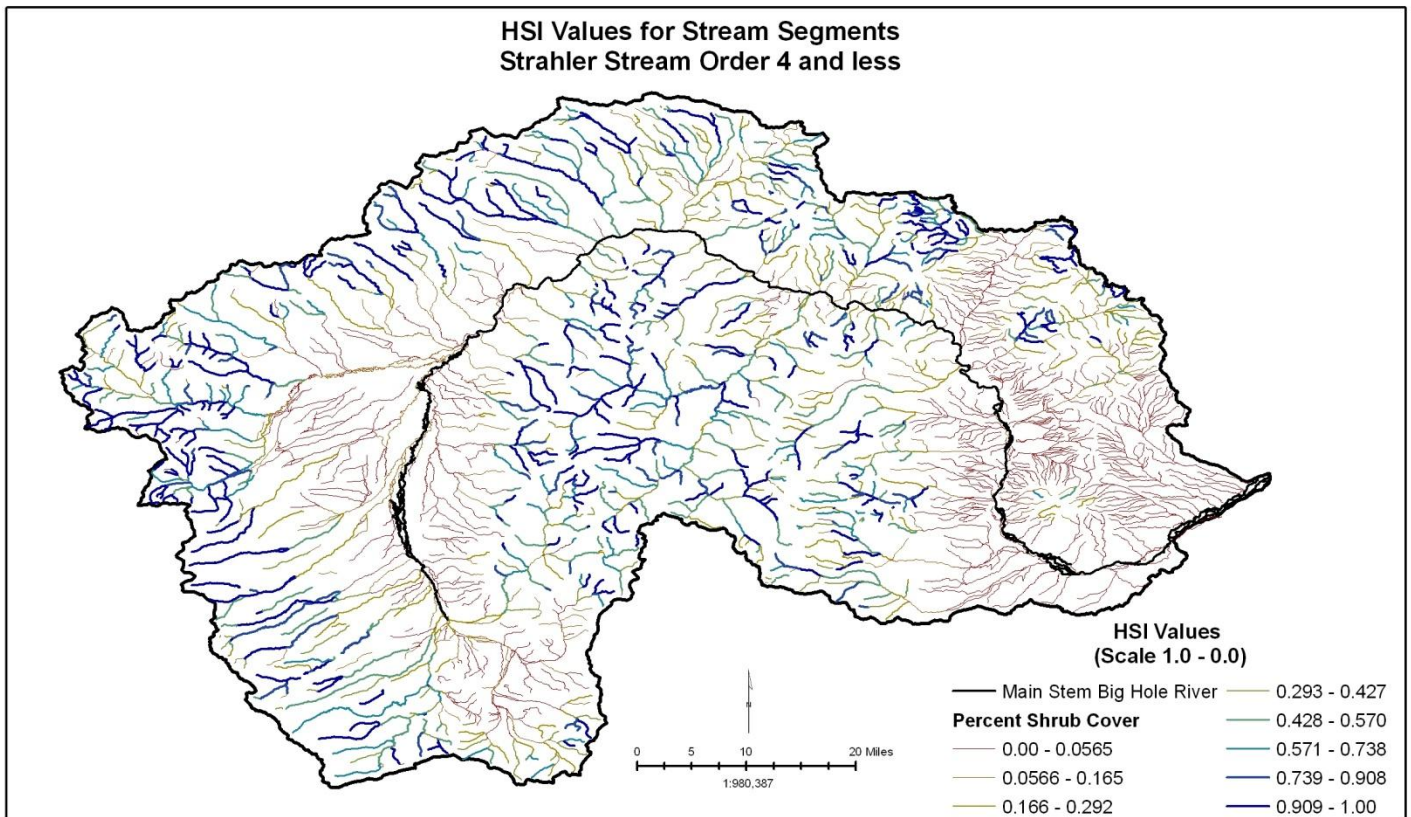 HSI Values for Stream Segments
Strahler Stream Order 4 and less
HSI Values
(Scale 1.0 - 0.0)
Main Stem Big Hole River
Percent Shrub Cover
0.00 - 0.0565
0.0566 - 0.165
0.166 - 0.292
0.293 - 0.427
0.428 - 0.570
0.571 - 0.738
0.739 - 0.908
0.909 - 1.00
N
0 5 10 20 Miles
1:980,387